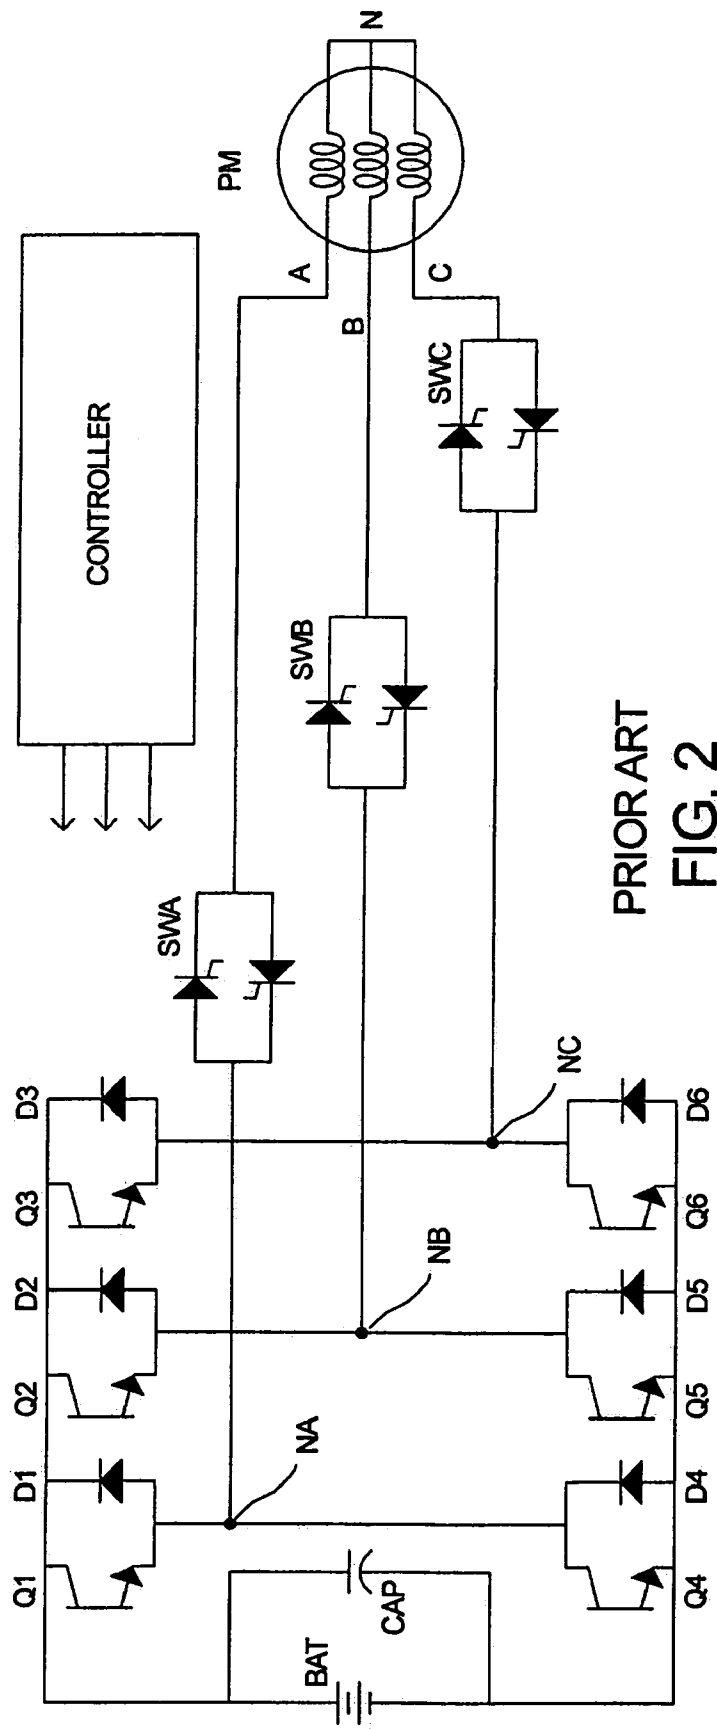 CONTROLLER
PM
N
A
B
C
SWA
SWB
SWC
Q1
D1
Q2
D2
Q3
D3
NA
NB
NC
BAT
CAP
Q4
D4
Q5
D5
Q6
D6
PRIOR ART
FIG. 2